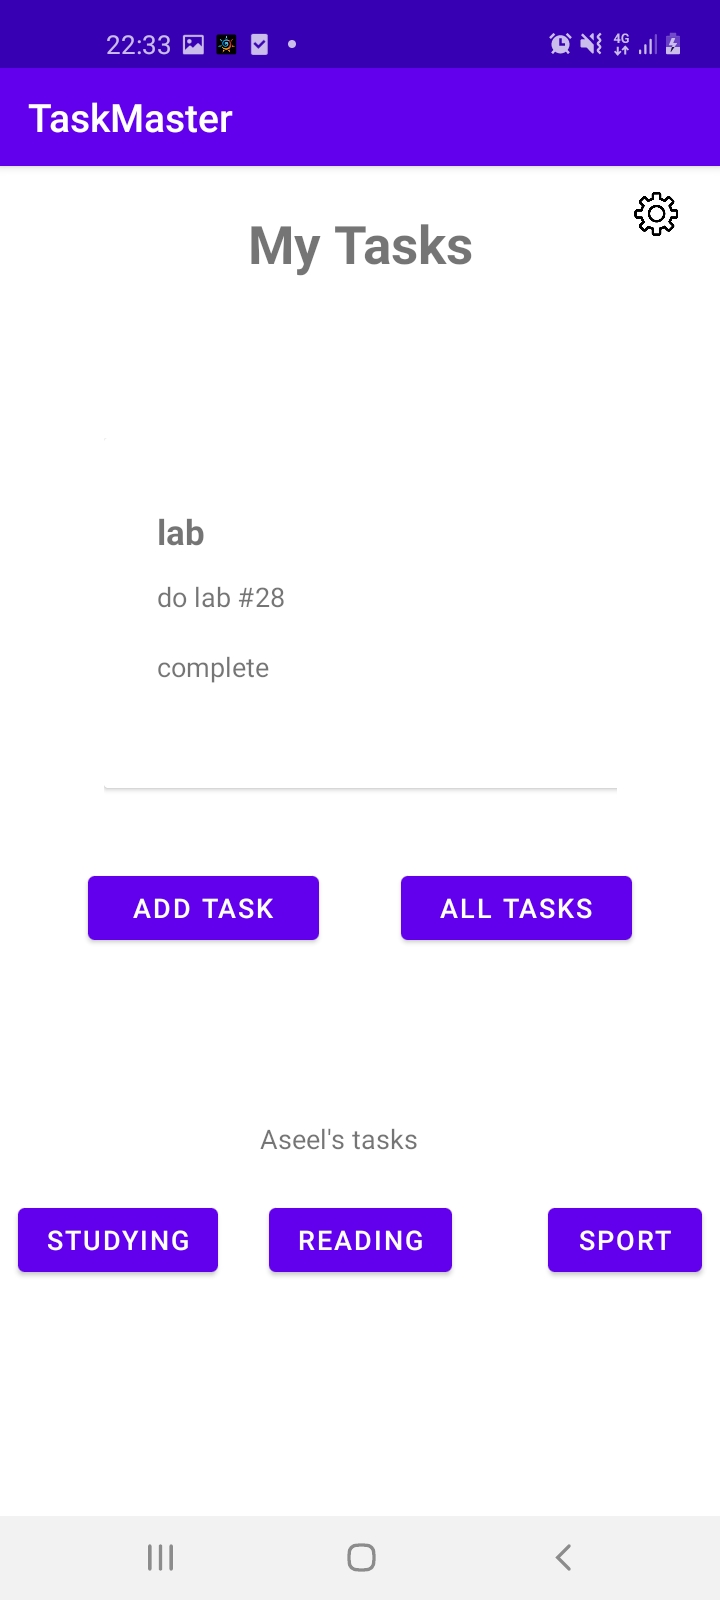 22:33 4G
TaskMaster
My Tasks
lab
do lab #28
complete
ADD TASK ALL TASKS
Aseel's tasks
STUDYING READING SPORT